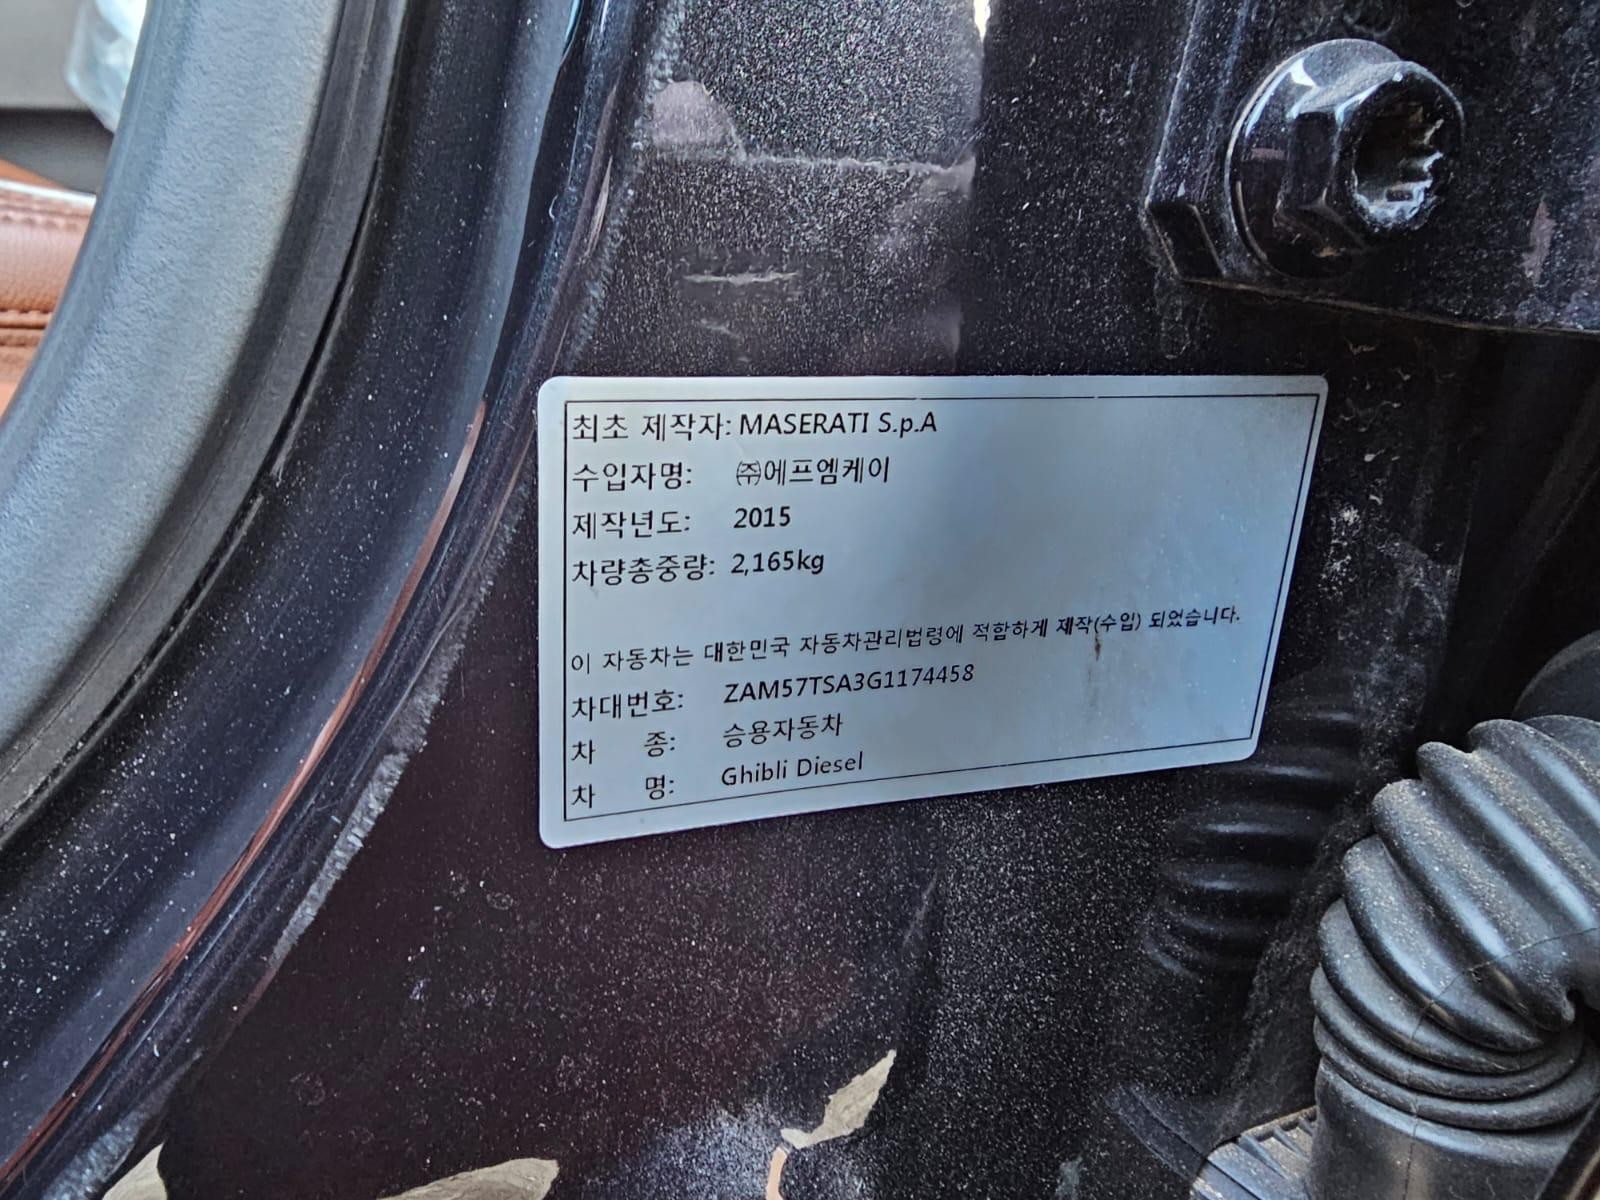 최초 제작자: MASERATI S.p.A
수입자명: ㈜에프엠케이
제작년도: 2015
차량총중량: 2,165kg
이 자동차는 대한민국 자동차관리법령에 적합하게 제작(수입) 되었습니다.
차대번호: ZAM57TSA3G1174458
차 종: 승용자동차
차 명: Ghibli Diesel